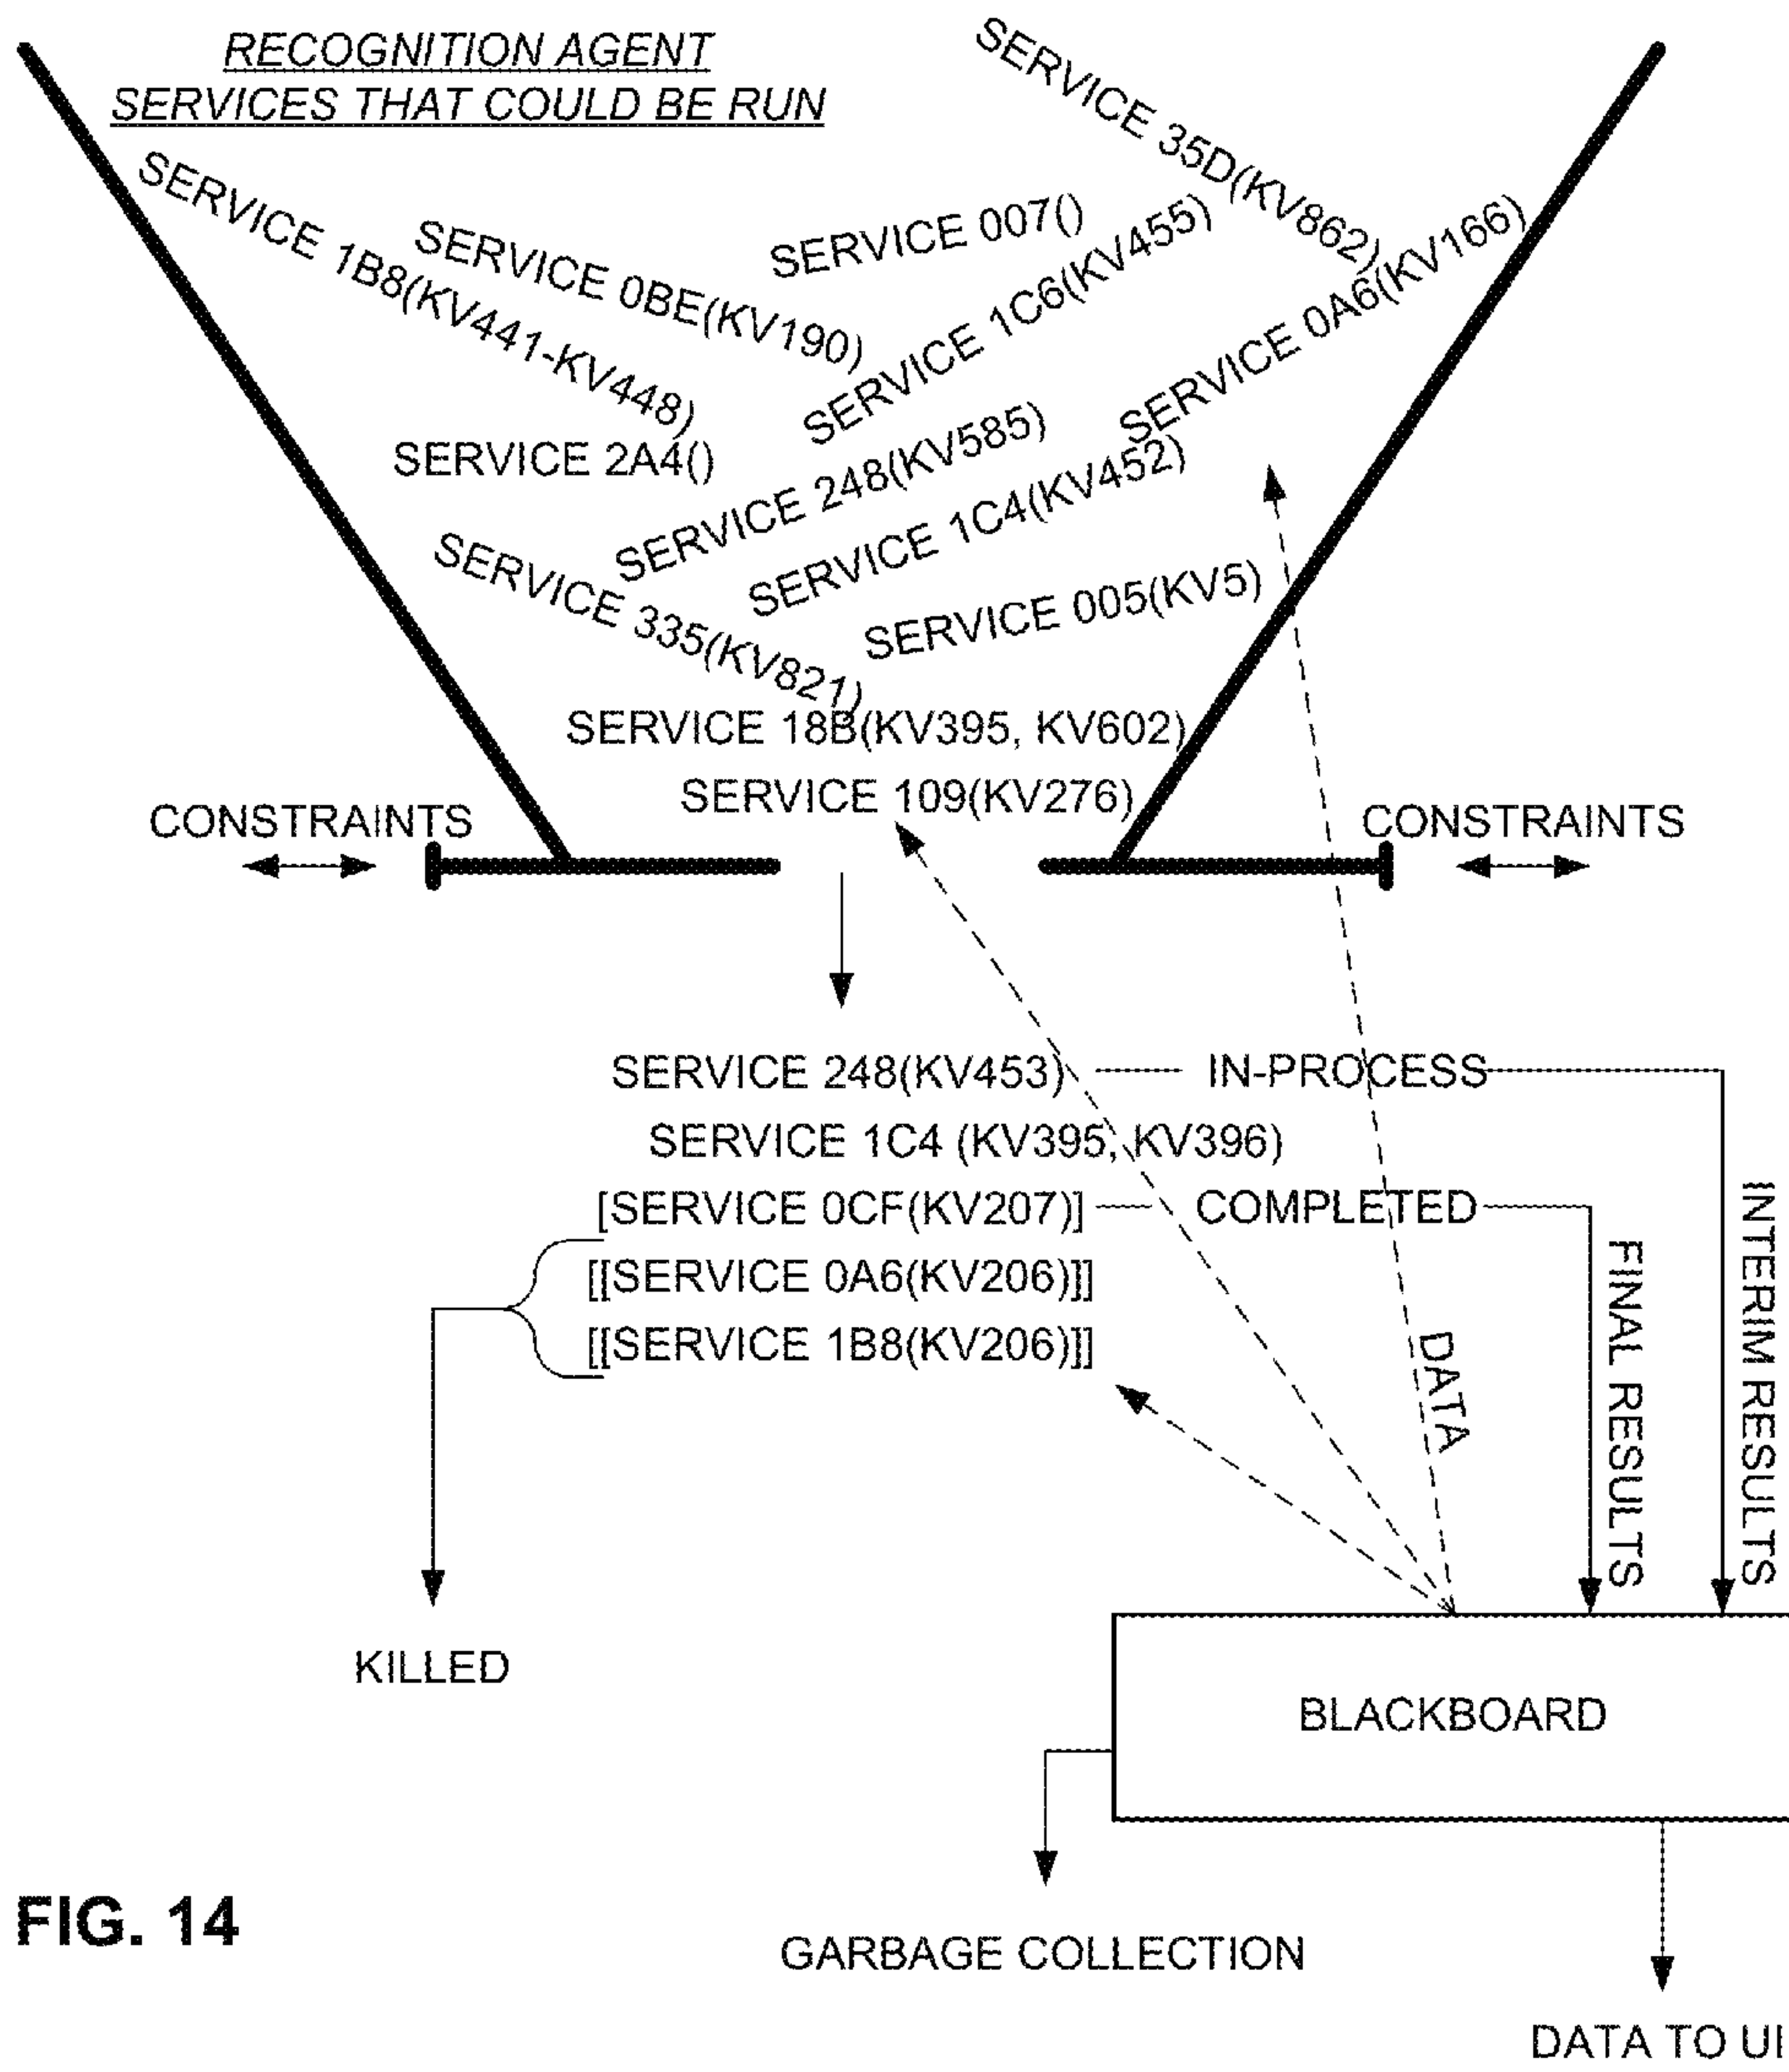 RECOGNITION AGENT
SERVICES THAT COULD BE RUN
SERVICE 35D(KV862)
SERVICE 1B8(KV441-KV448)
SERVICE 0BE(KV190)
SERVICE 007()
SERVICE 1C6(KV455)
SERVICE 0A6(KV166)
SERVICE 2A4()
SERVICE 248(KV585)
SERVICE 1C4(KV452)
SERVICE 335(KV821)
SERVICE 005(KV5)
SERVICE 18B(KV395, KV602)
SERVICE 109(KV276)
CONSTRAINTS
CONSTRAINTS
SERVICE 248(KV453)
IN-PROCESS
SERVICE 1C4 (KV395, KV396)
[SERVICE 0CF(KV207)]
COMPLETED
[[SERVICE 0A6(KV206)]]
[[SERVICE 1B8(KV206)]]
DATA
FINAL RESULTS
INTERIM RESULTS
KILLED
BLACKBOARD
FIG. 14
GARBAGE COLLECTION
DATA TO UI